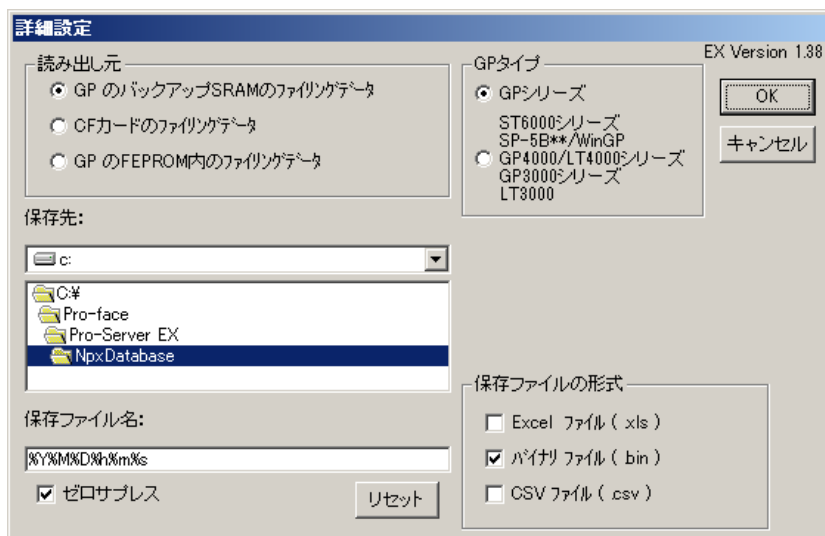 詳細設定
EX Version 1.38
読み出し元
GP のバックアップSRAMのファイリングデータ
CFカードのファイリングデータ
GP のFEPROM内のファイリングデータ
GPタイプ
GPシリーズ
ST6000シリーズ
SP-5B**/WinGP
GP4000/LT4000シリーズ
GP3000シリーズ
LT3000
OK
キャンセル
保存先:
c:
C:¥
Pro-face
Pro-Server EX
NpxDatabase
保存ファイル名:
%Y%M%D%h%m%s
ゼロサプレス
リセット
保存ファイルの形式
Excel ファイル ( .xls )
バイナリ ファイル ( .bin )
CSV ファイル ( .csv )